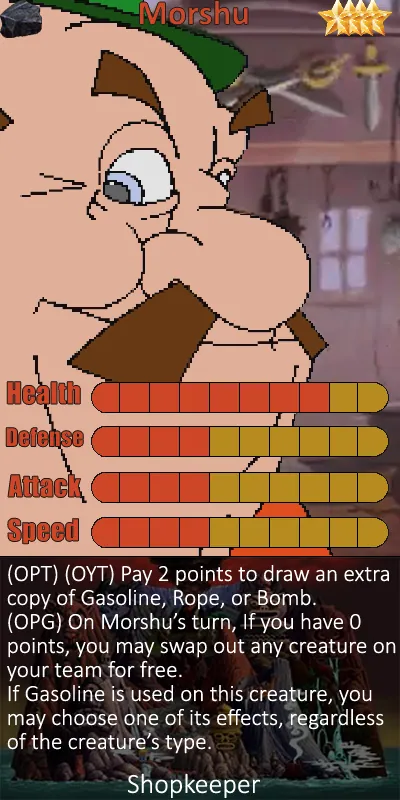 Morshu
Health
Defense
Attack
Speed
(OPT) (OYT) Pay 2 points to draw an extra
copy of Gasoline, Rope, or Bomb.
(OPG) On Morshu's turn, If you have 0
points, you may swap out any creature on
your team for free.
If Gasoline is used on this creature, you
may choose one of its effects, regardless
of the creature's type.
Shopkeeper